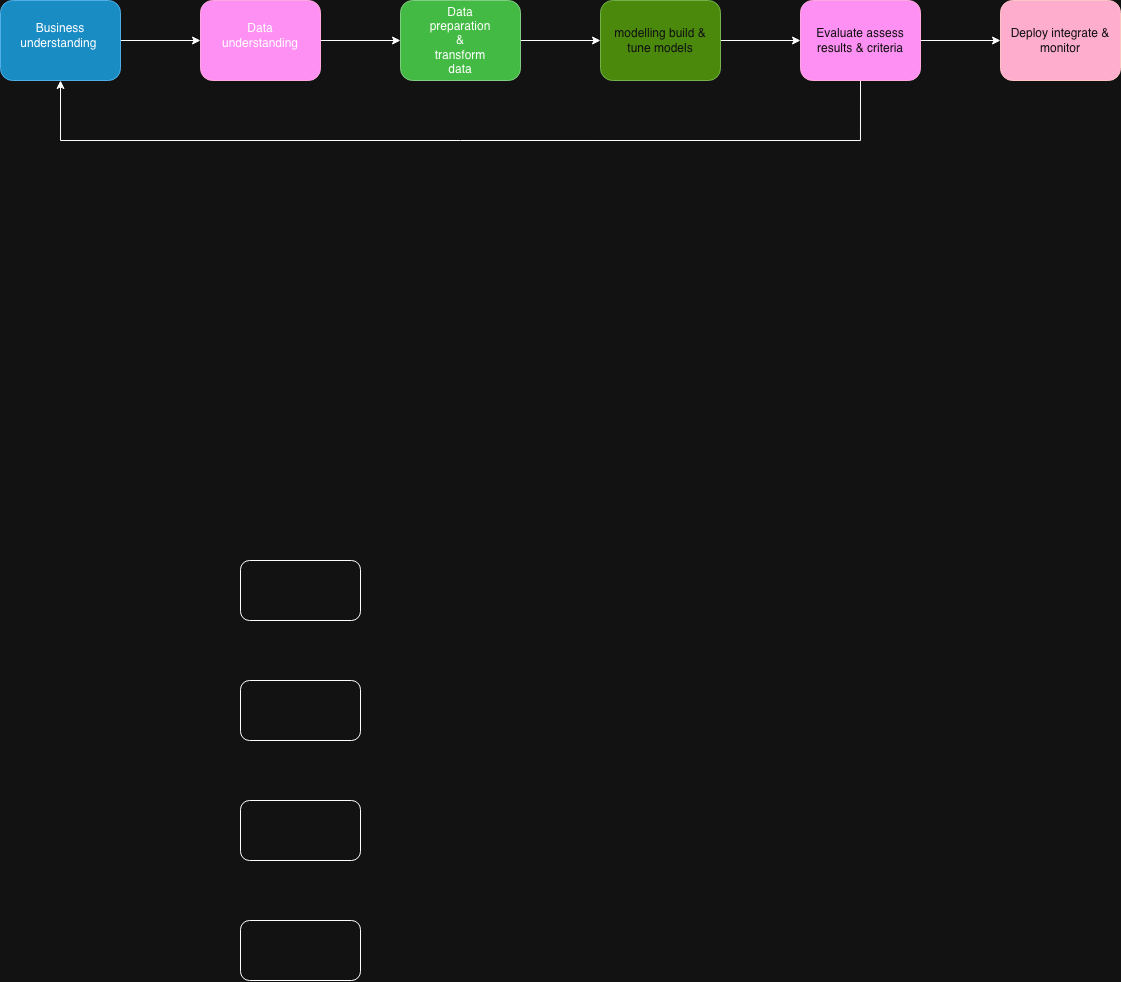 Business
understanding
Data
understanding
Data
preparation
&
transform
data
modelling build &
tune models
Evaluate assess
results & criteria
Deploy integrate &
monitor